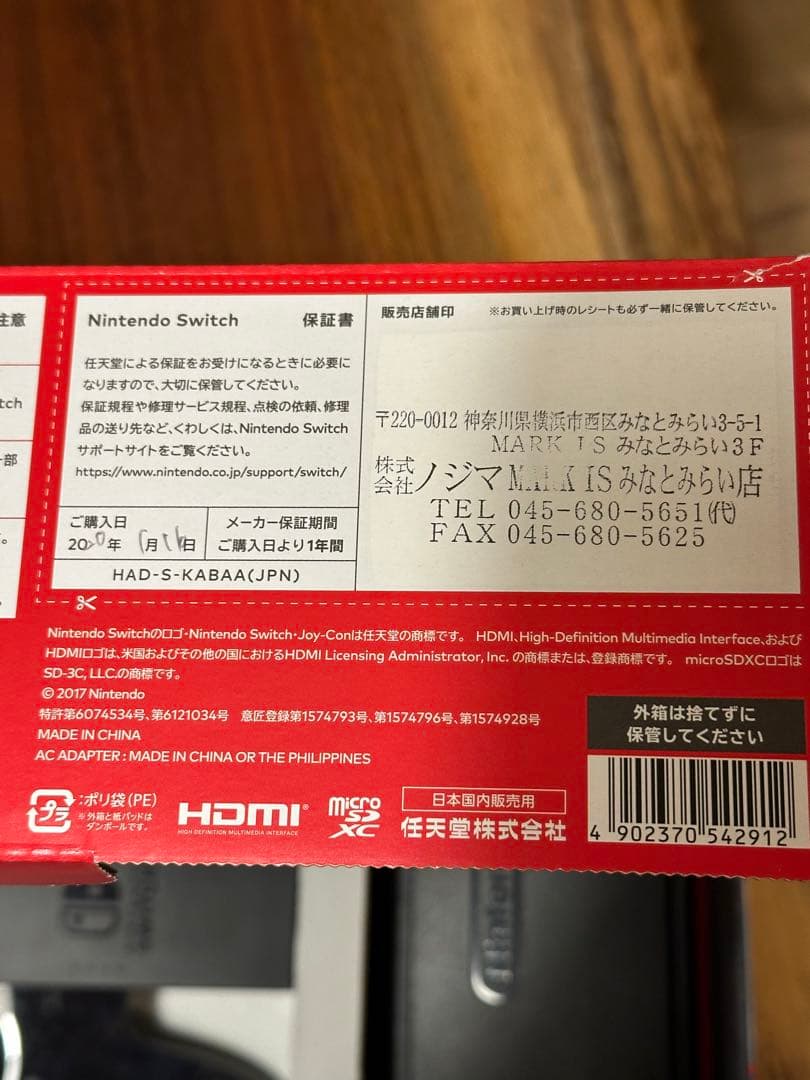 注意
tch
一部
。
Nintendo Switch 保証書
任天堂による保証をお受けになるときに必要に
なりますので、大切に保管してください。
保証規程や修理サービス規程、点検の依頼、修理
品の送り先など、くわしくは、Nintendo Switch
サポートサイトをご覧ください。
https://www.nintendo.co.jp/support/switch/
ご購入日
2020年 月 日
メーカー保証期間
ご購入日より1年間
HAD-S-KABAA(JPN)
販売店舗印 ※お買い上げ時のレシートも必ず一緒に保管してください。
〒220-0012 神奈川県横浜市西区みなとみらい3-5-1
MARK IS みなとみらい3F
株式会社ノジマ MARK IS みなとみらい店
TEL 045-680-5651(代)
FAX 045-680-5625
Nintendo Switchのロゴ・Nintendo Switch・Joy-Conは任天堂の商標です。 HDMI、High-Definition Multimedia Interface、および
HDMIロゴは、米国およびその他の国におけるHDMI Licensing Administrator, Inc. の商標または、登録商標です。 microSDXCロゴは
SD-3C, LLC.の商標です。
© 2017 Nintendo
特許第6074534号、第6121034号 意匠登録第1574793号、第1574796号、第1574928号
MADE IN CHINA
AC ADAPTER : MADE IN CHINA OR THE PHILIPPINES
外箱は捨てずに
保管してください
プラ
:ポリ袋(PE)
※外箱と紙パッドは
ダンボールです。
HDMI®
HIGH DEFINITION MULTIMEDIA INTERFACE
micro
SD
XC
日本国内販売用
任天堂株式会社
4 902370 542912